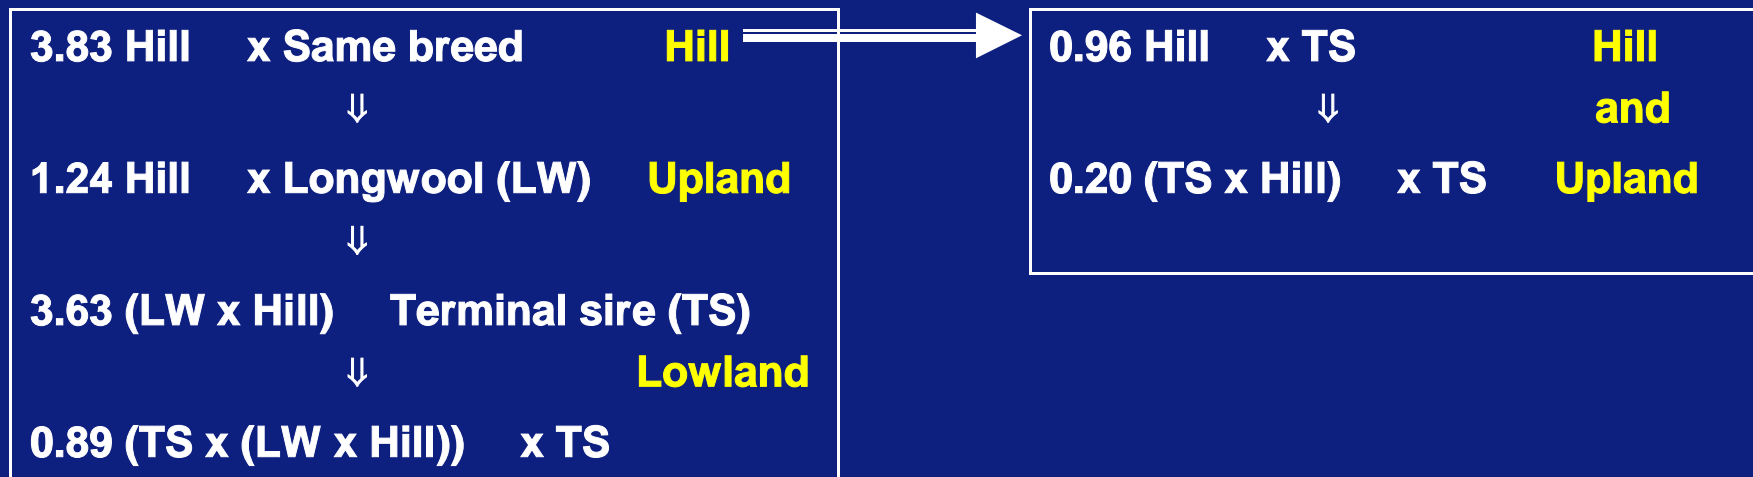 3.83 Hill x Same breed Hill
⇓
1.24 Hill x Longwool (LW) Upland
⇓
3.63 (LW x Hill) Terminal sire (TS)
⇓ Lowland
0.89 (TS x (LW x Hill)) x TS
0.96 Hill x TS Hill
⇓ and
0.20 (TS x Hill) x TS Upland